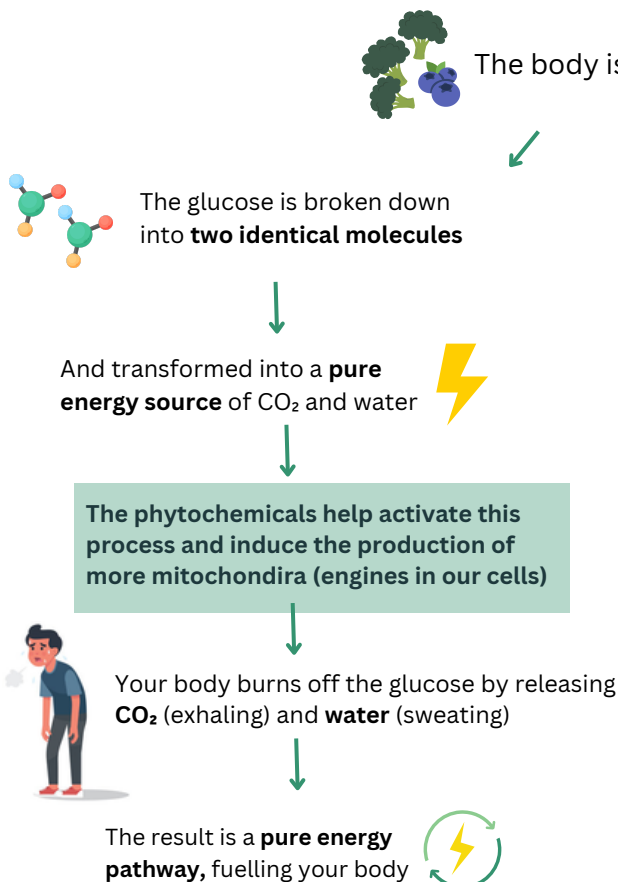 The body is
The glucose is broken down
into two identical molecules
And transformed into a pure
energy source of CO₂ and water
The phytochemicals help activate this
process and induce the production of
more mitochondira (engines in our cells)
Your body burns off the glucose by releasing
CO₂ (exhaling) and water (sweating)
The result is a pure energy
pathway, fuelling your body